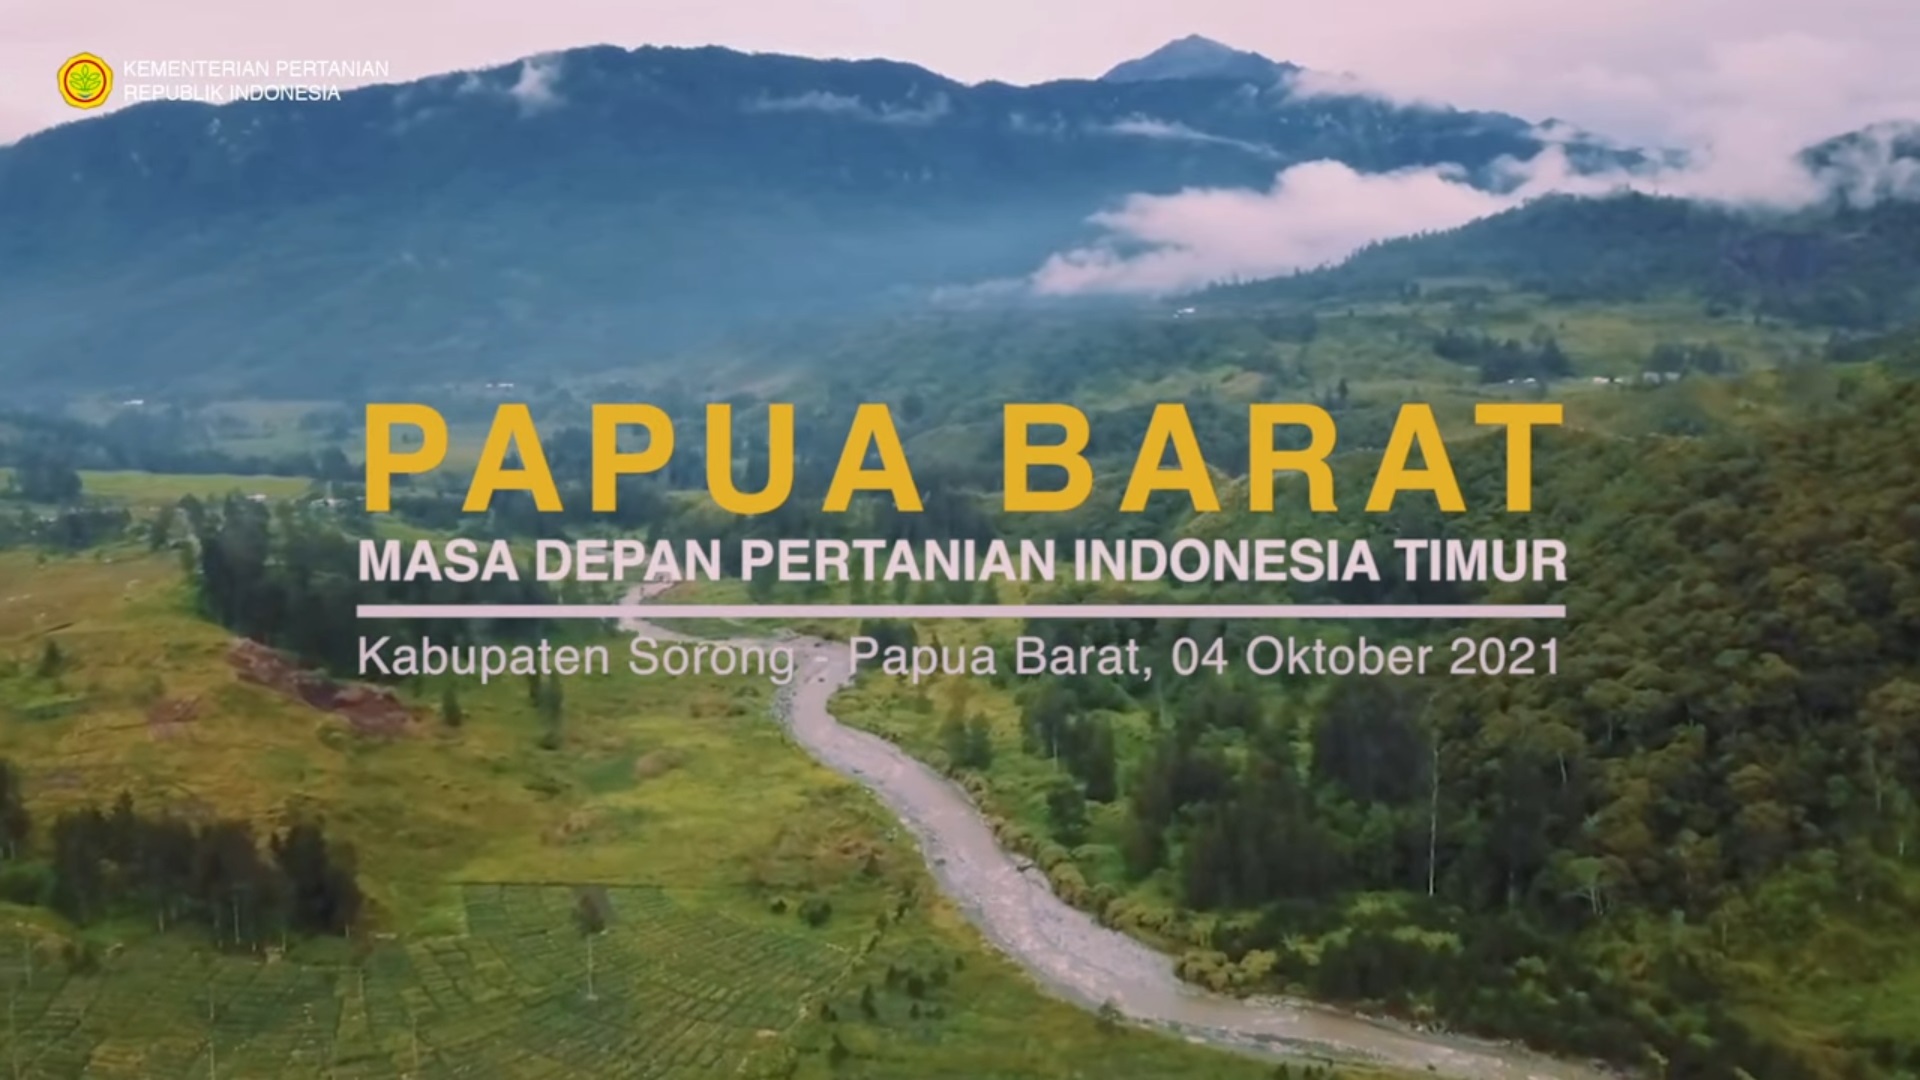 KEMENTERIAN PERTANIAN
REPUBLIK INDONESIA
PAPUA BARAT
MASA DEPAN PERTANIAN INDONESIA TIMUR
Kabupaten Sorong - Papua Barat, 04 Oktober 2021